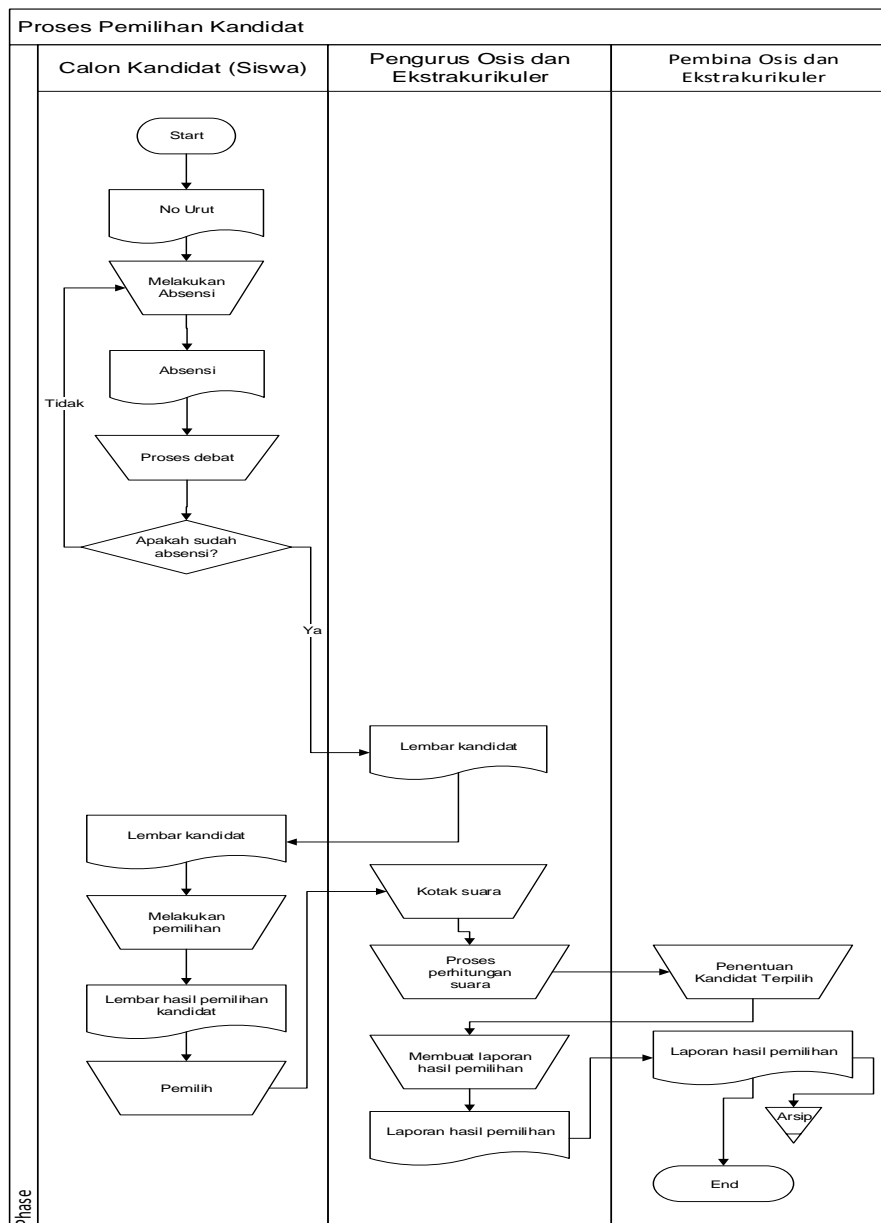 Proses Pemilihan Kandidat
Calon Kandidat (Siswa)
Pengurus Osis dan
Ekstrakurikuler
Pembina Osis dan
Ekstrakurikuler
Start
No Urut
Melakukan
Absensi
Absensi
Tidak
Proses debat
Apakah sudah
absensi?
Ya
Lembar kandidat
Lembar kandidat
Melakukan
pemilihan
Kotak suara
Proses
perhitungan
suara
Penentuan
Kandidat Terpilih
Lembar hasil pemilihan
kandidat
Pemilih
Membuat laporan
hasil pemilihan
Laporan hasil pemilihan
Laporan hasil pemilihan
Arsip
End
Phase